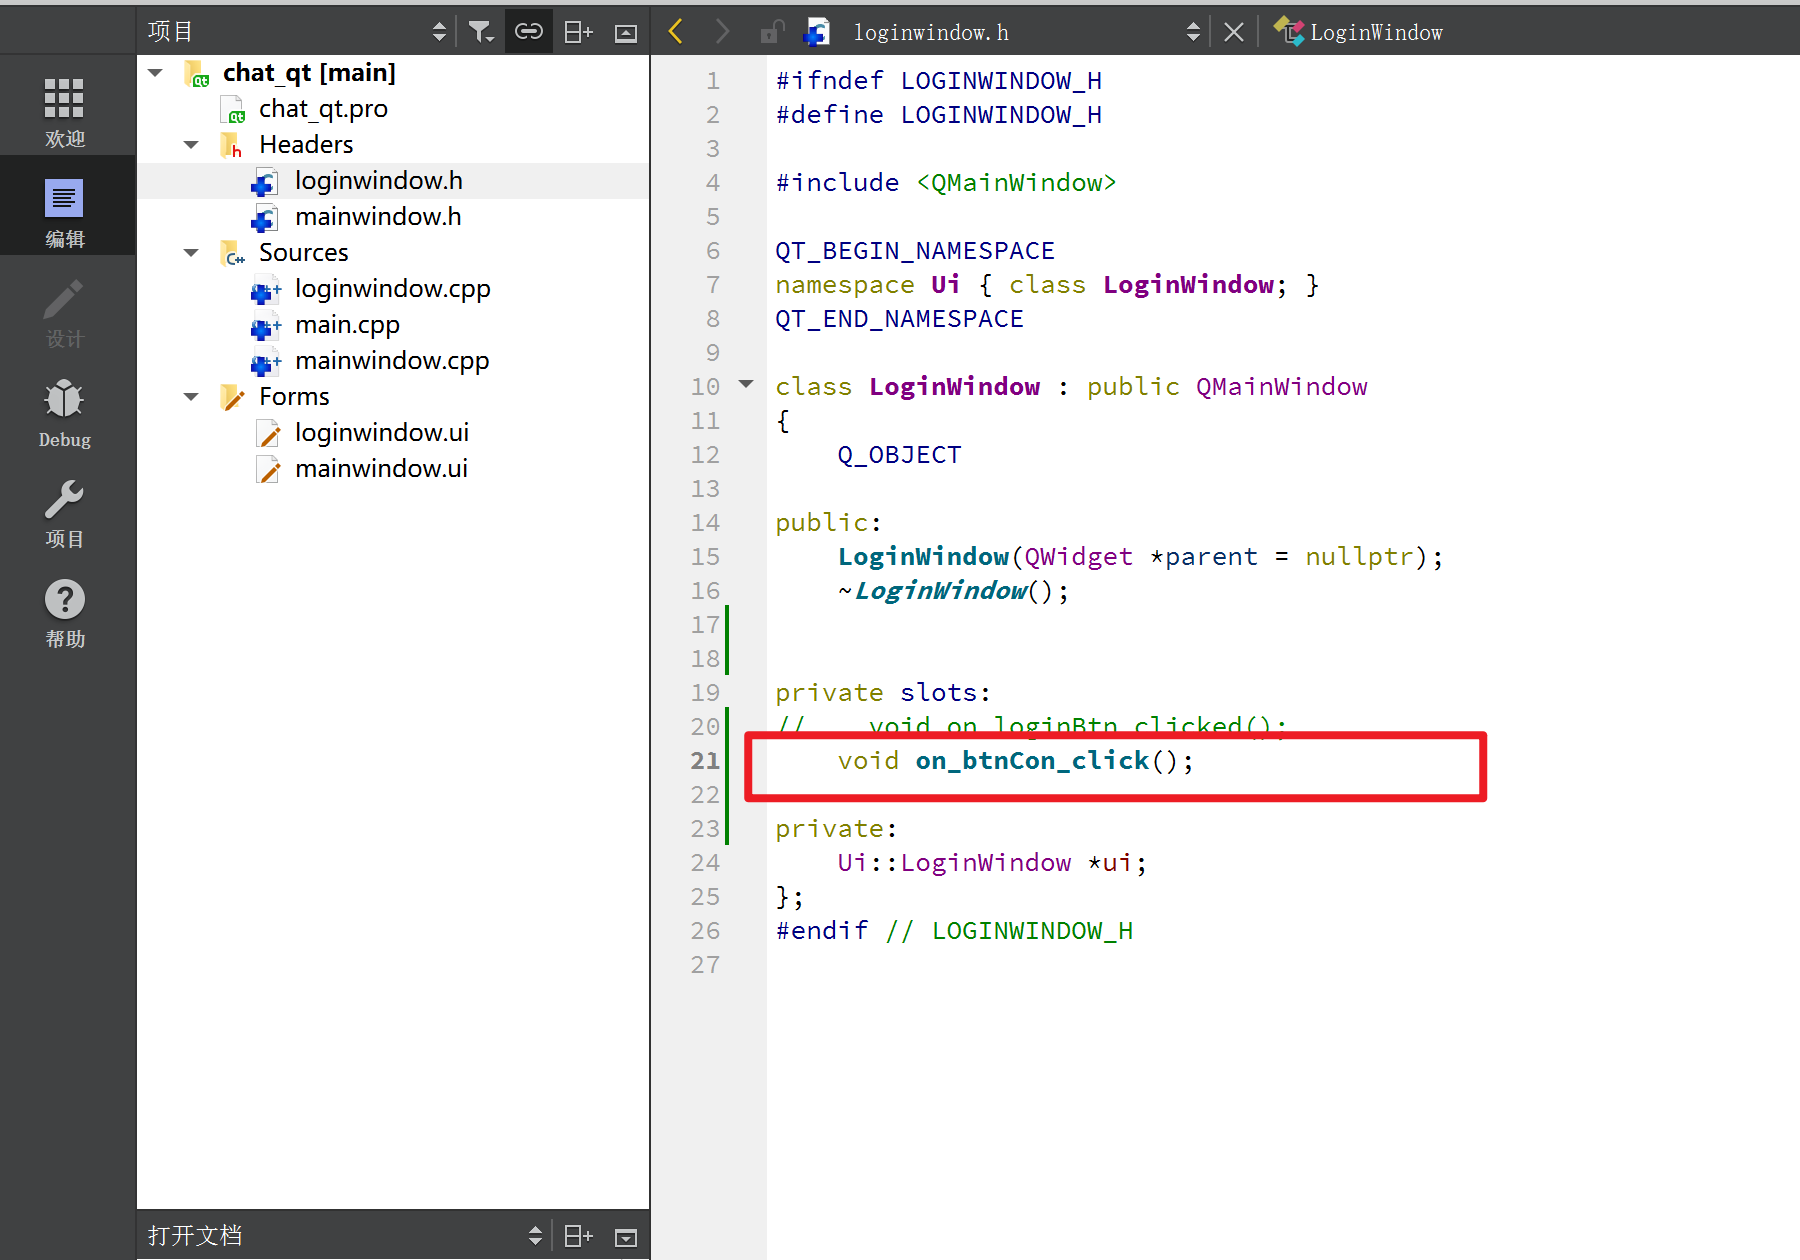 项目
loginwindow.h
LoginWindow
欢迎
编辑
设计
Debug
项目
帮助
chat_qt [main]
chat_qt.pro
Headers
loginwindow.h
mainwindow.h
Sources
loginwindow.cpp
main.cpp
mainwindow.cpp
Forms
loginwindow.ui
mainwindow.ui
打开文档
1 #ifndef LOGINWINDOW_H
2 #define LOGINWINDOW_H
3
4 #include <QMainWindow>
5
6 QT_BEGIN_NAMESPACE
7 namespace Ui { class LoginWindow; }
8 QT_END_NAMESPACE
9
10 class LoginWindow : public QMainWindow
11 {
12     Q_OBJECT
13
14 public:
15     LoginWindow(QWidget *parent = nullptr);
16     ~LoginWindow();
17
18
19 private slots:
20 //    void on_loginBtn_clicked();
21     void on_btnCon_click();
22
23 private:
24     Ui::LoginWindow *ui;
25 };
26 #endif // LOGINWINDOW_H
27